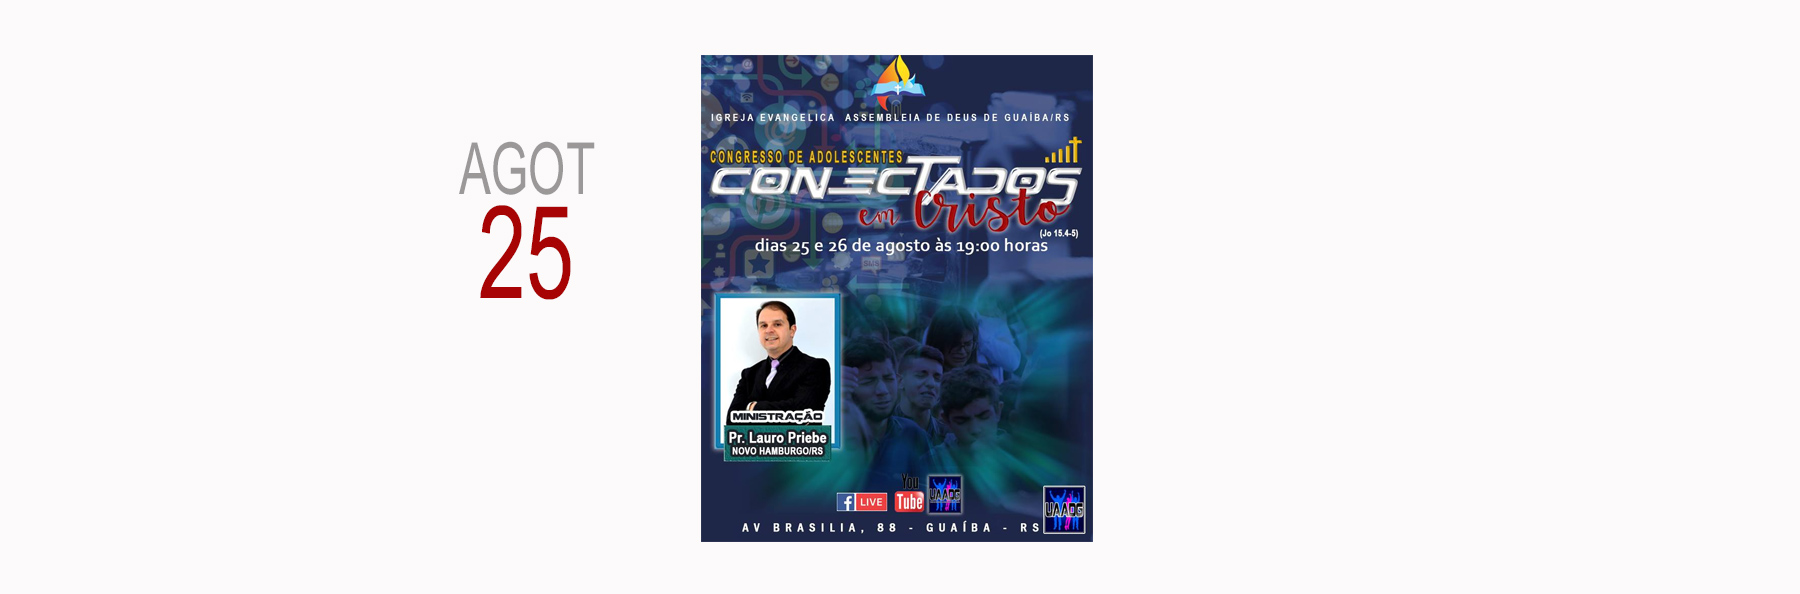 AGOT
25
IGREJA EVANGELICA ASSEMBLEIA DE DEUS DE GUAÍBA/RS
CONGRESSO DE ADOLESCENTES
CONECTADOS
em Cristo
(Jo 15.4-5)
dias 25 e 26 de agosto às 19:00 horas
MINISTRAÇÃO
Pr. Lauro Priebe
NOVO HAMBURGO/RS
f LIVE
You
Tube
UAADG
UAADG
AV BRASILIA, 88 - GUAÍBA - RS